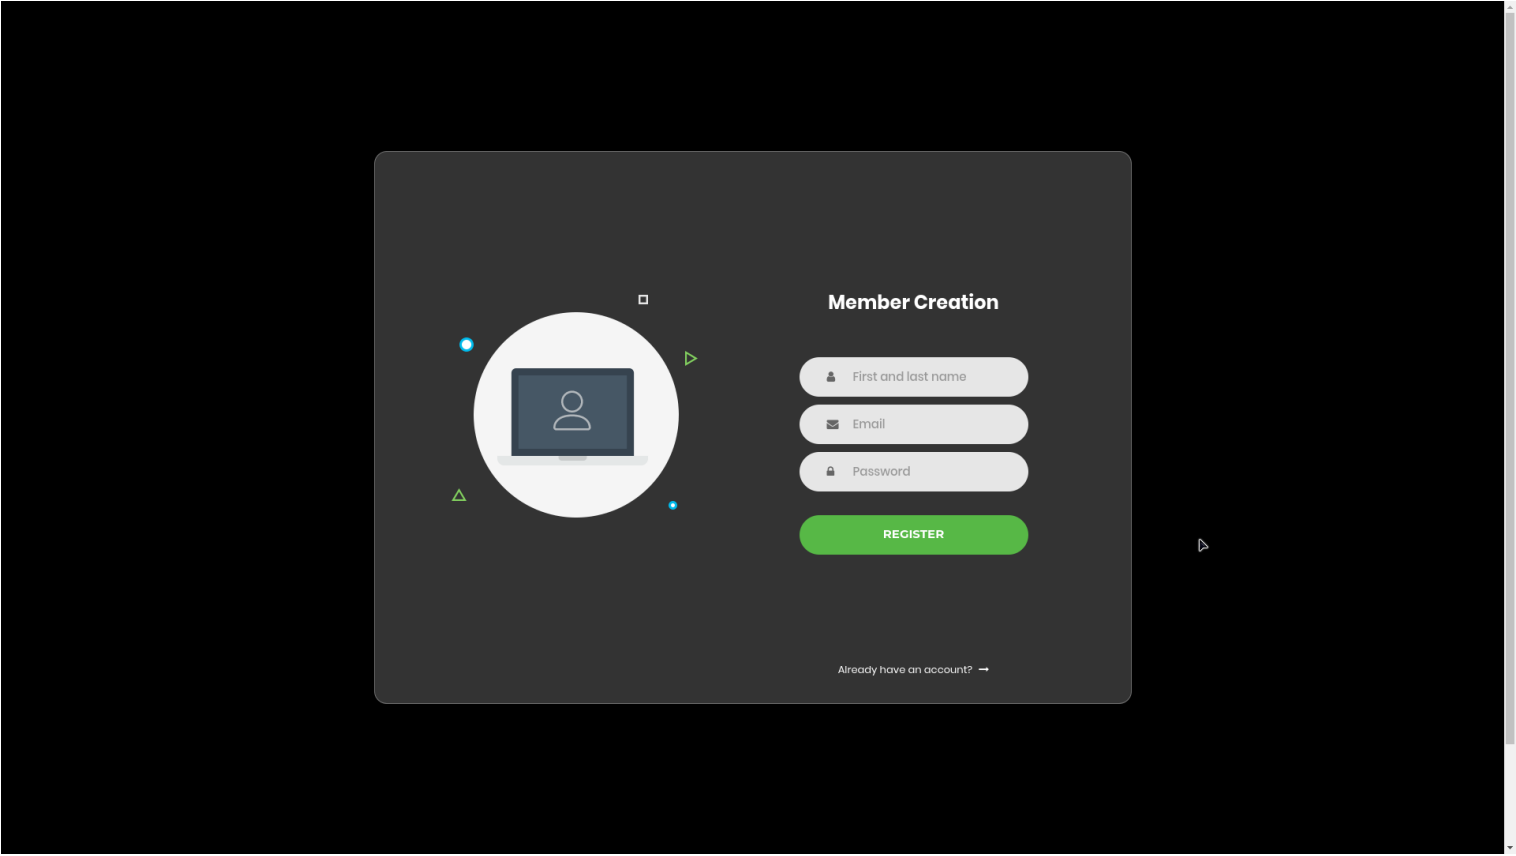 Member Creation
First and last name
Email
Password
REGISTER
Already have an account?